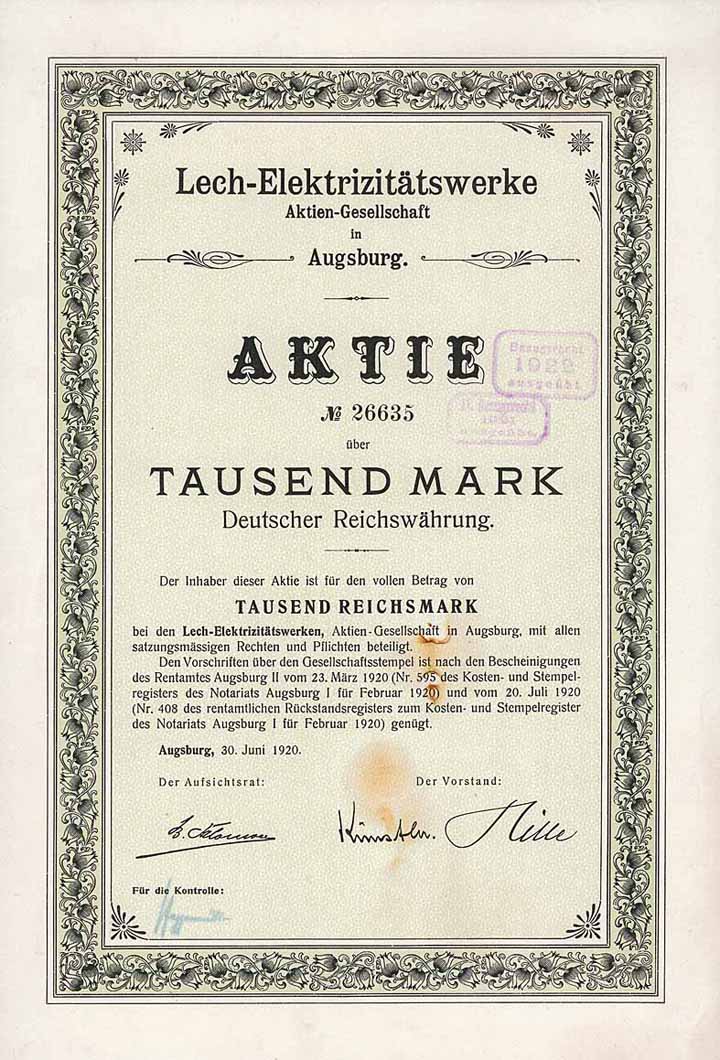 Lech-Elektrizitätswerke
Aktien-Gesellschaft
in
Augsburg.
AKTIE
Bezugsrecht
1922
ausgeübt
№ 26635
1921
ausgeübt
über
TAUSEND MARK
Deutscher Reichswährung.
Der Inhaber dieser Aktie ist für den vollen Betrag von
TAUSEND REICHSMARK
bei den Lech-Elektrizitätswerken, Aktien-Gesellschaft in Augsburg, mit allen
satzungsmässigen Rechten und Pflichten beteiligt.
Den Vorschriften über den Gesellschaftsstempel ist nach den Bescheinigungen
des Rentamtes Augsburg II vom 23. März 1920 (Nr. 595 des Kosten- und Stempel-
registers des Notariats Augsburg I für Februar 1920) und vom 20. Juli 1920
(Nr. 408 des rentamtlichen Rückstandsregisters zum Kosten- und Stempelregister
des Notariats Augsburg I für Februar 1920) genügt.
Augsburg, 30. Juni 1920.
Der Aufsichtsrat:
Der Vorstand:
Für die Kontrolle: